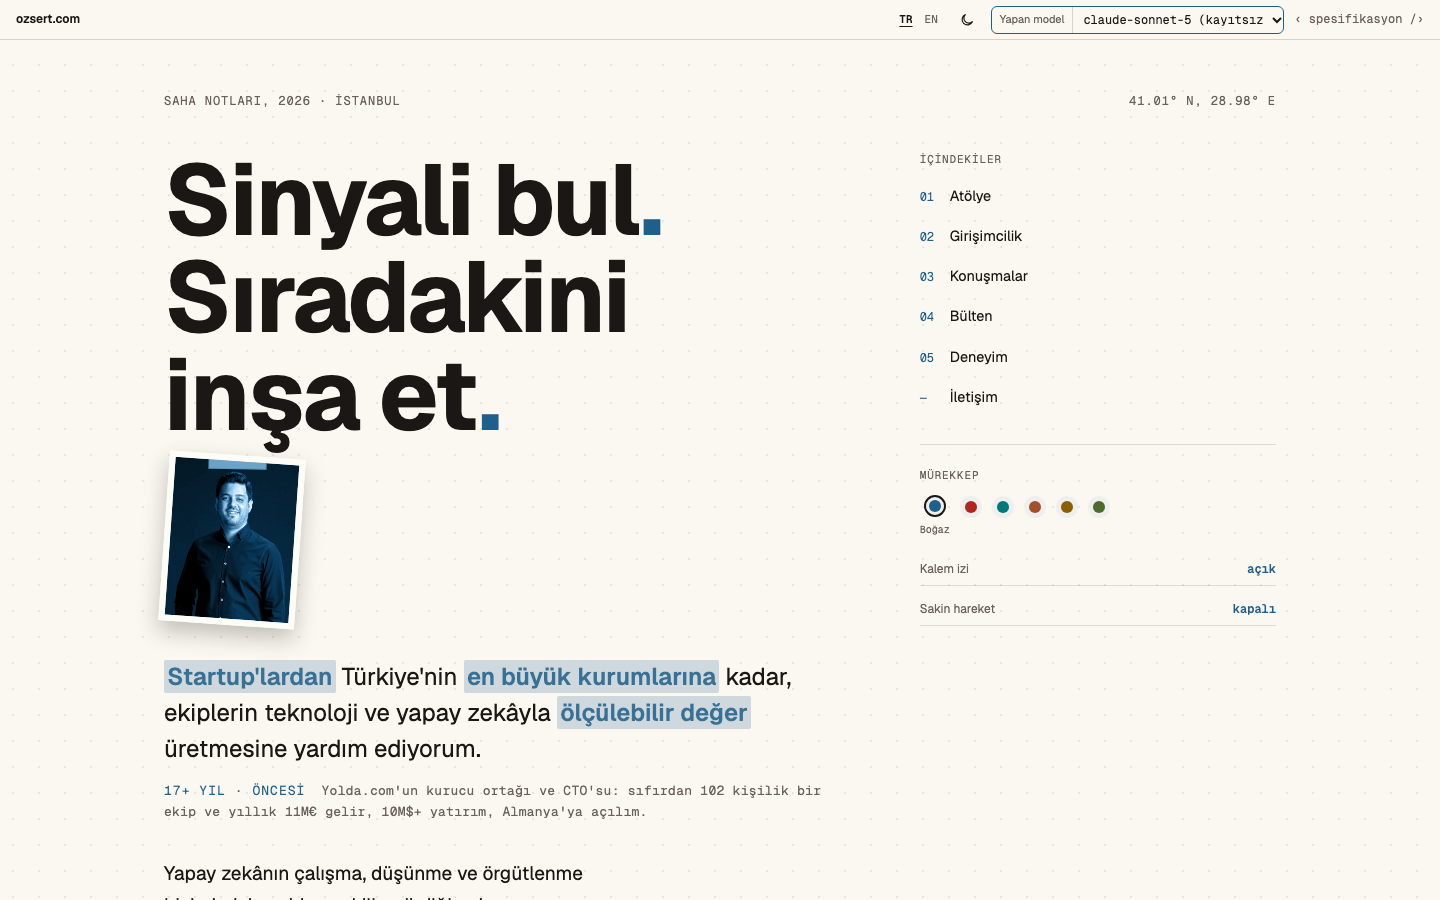 ozsert.com
TR EN
Yapan model claude-sonnet-5 (kayıtsız
‹ spesifikasyon /›
SAHA NOTLARI, 2026 · İSTANBUL
41.01° N, 28.98° E
Sinyali bul.
Sıradakini
inşa et.
İÇİNDEKİLER
01 Atölye
02 Girişimcilik
03 Konuşmalar
04 Bülten
05 Deneyim
— İletişim
MÜREKKEP
Boğaz
Kalem izi açık
Sakin hareket kapalı
Startup'lardan Türkiye'nin en büyük kurumlarına kadar,
ekiplerin teknoloji ve yapay zekâyla ölçülebilir değer
üretmesine yardım ediyorum.
17+ YIL · ÖNCESİ Yolda.com'un kurucu ortağı ve CTO'su: sıfırdan 102 kişilik bir
ekip ve yıllık 11M€ gelir, 10M$+ yatırım, Almanya'ya açılım.
Yapay zekânın çalışma, düşünme ve örgütlenme